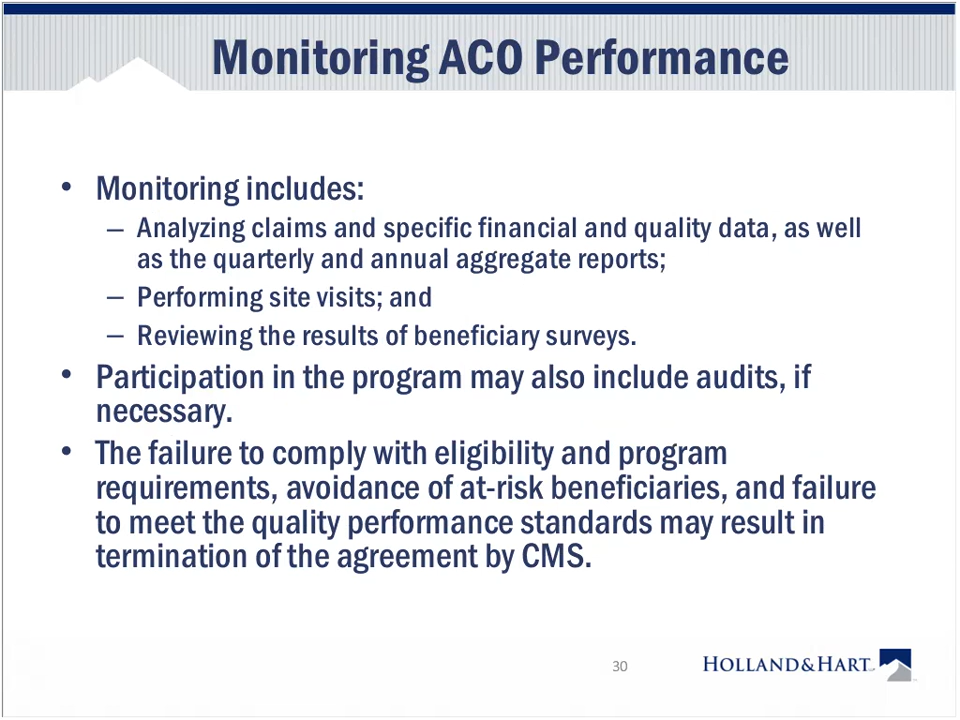 Monitoring ACO Performance
• Monitoring includes:
– Analyzing claims and specific financial and quality data, as well
as the quarterly and annual aggregate reports;
– Performing site visits; and
– Reviewing the results of beneficiary surveys.
• Participation in the program may also include audits, if
necessary.
• The failure to comply with eligibility and program
requirements, avoidance of at-risk beneficiaries, and failure
to meet the quality performance standards may result in
termination of the agreement by CMS.
30
HOLLAND&HART